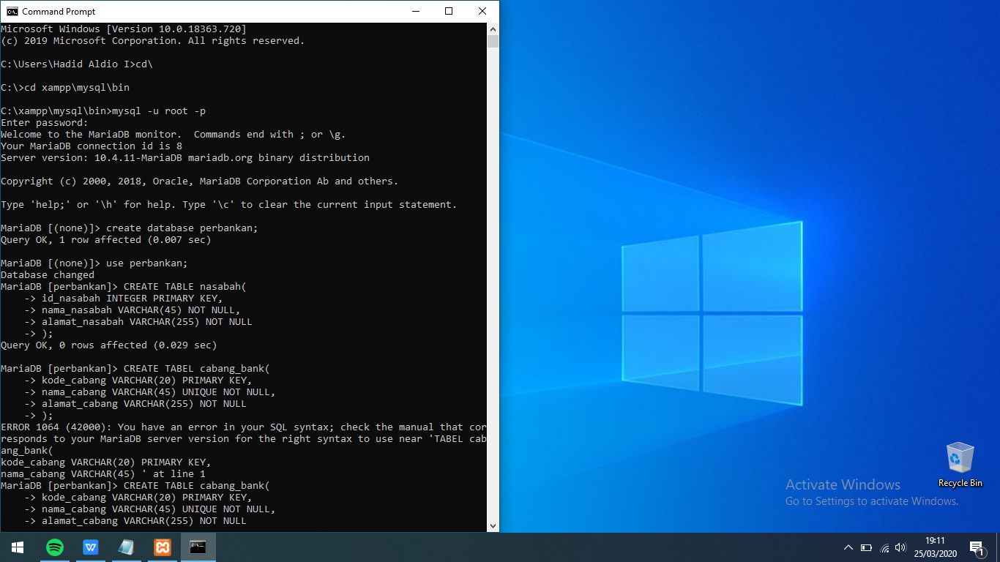 Command Prompt
Microsoft Windows [Version 10.0.18363.720]
(c) 2019 Microsoft Corporation. All rights reserved.
C:\Users\Hadid Aldio I>cd\
C:\>cd xampp\mysql\bin
C:\xampp\mysql\bin>mysql -u root -p
Enter password:
Welcome to the MariaDB monitor.  Commands end with ; or \g.
Your MariaDB connection id is 8
Server version: 10.4.11-MariaDB mariadb.org binary distribution
Copyright (c) 2000, 2018, Oracle, MariaDB Corporation Ab and others.
Type 'help;' or '\h' for help. Type '\c' to clear the current input statement.
MariaDB [(none)]> create database perbankan;
Query OK, 1 row affected (0.007 sec)
MariaDB [(none)]> use perbankan;
Database changed
MariaDB [perbankan]> CREATE TABLE nasabah(
    -> id_nasabah INTEGER PRIMARY KEY,
    -> nama_nasabah VARCHAR(45) NOT NULL,
    -> alamat_nasabah VARCHAR(255) NOT NULL
    -> );
Query OK, 0 rows affected (0.029 sec)
MariaDB [perbankan]> CREATE TABEL cabang_bank(
    -> kode_cabang VARCHAR(20) PRIMARY KEY,
    -> nama_cabang VARCHAR(45) UNIQUE NOT NULL,
    -> alamat_cabang VARCHAR(255) NOT NULL
    -> );
ERROR 1064 (42000): You have an error in your SQL syntax; check the manual that cor
responds to your MariaDB server version for the right syntax to use near 'TABEL cab
ang_bank(
kode_cabang VARCHAR(20) PRIMARY KEY,
nama_cabang VARCHAR(45) ' at line 1
MariaDB [perbankan]> CREATE TABLE cabang_bank(
    -> kode_cabang VARCHAR(20) PRIMARY KEY,
    -> nama_cabang VARCHAR(45) UNIQUE NOT NULL,
    -> alamat_cabang VARCHAR(255) NOT NULL
Recycle Bin
Activate Windows
Go to Settings to activate Windows.
19:11
25/03/2020
1